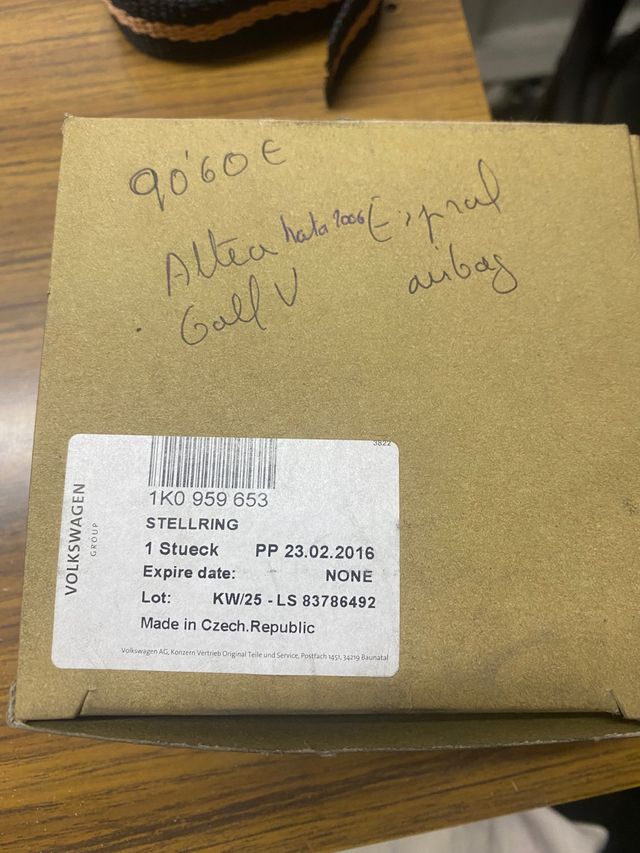 90'60 E
Altea hata 2006 Espiral
Golf V airbag
3822
1K0 959 653
STELLRING
1 Stueck PP 23.02.2016
Expire date: - NONE
Lot: KW/25 - LS 83786492
Made in Czech.Republic
Volkswagen AG, Konzern Vertrieb Original Teile und Service, Postfach 1451, 34219 Baunatal
VOLKSWAGEN
GROUP